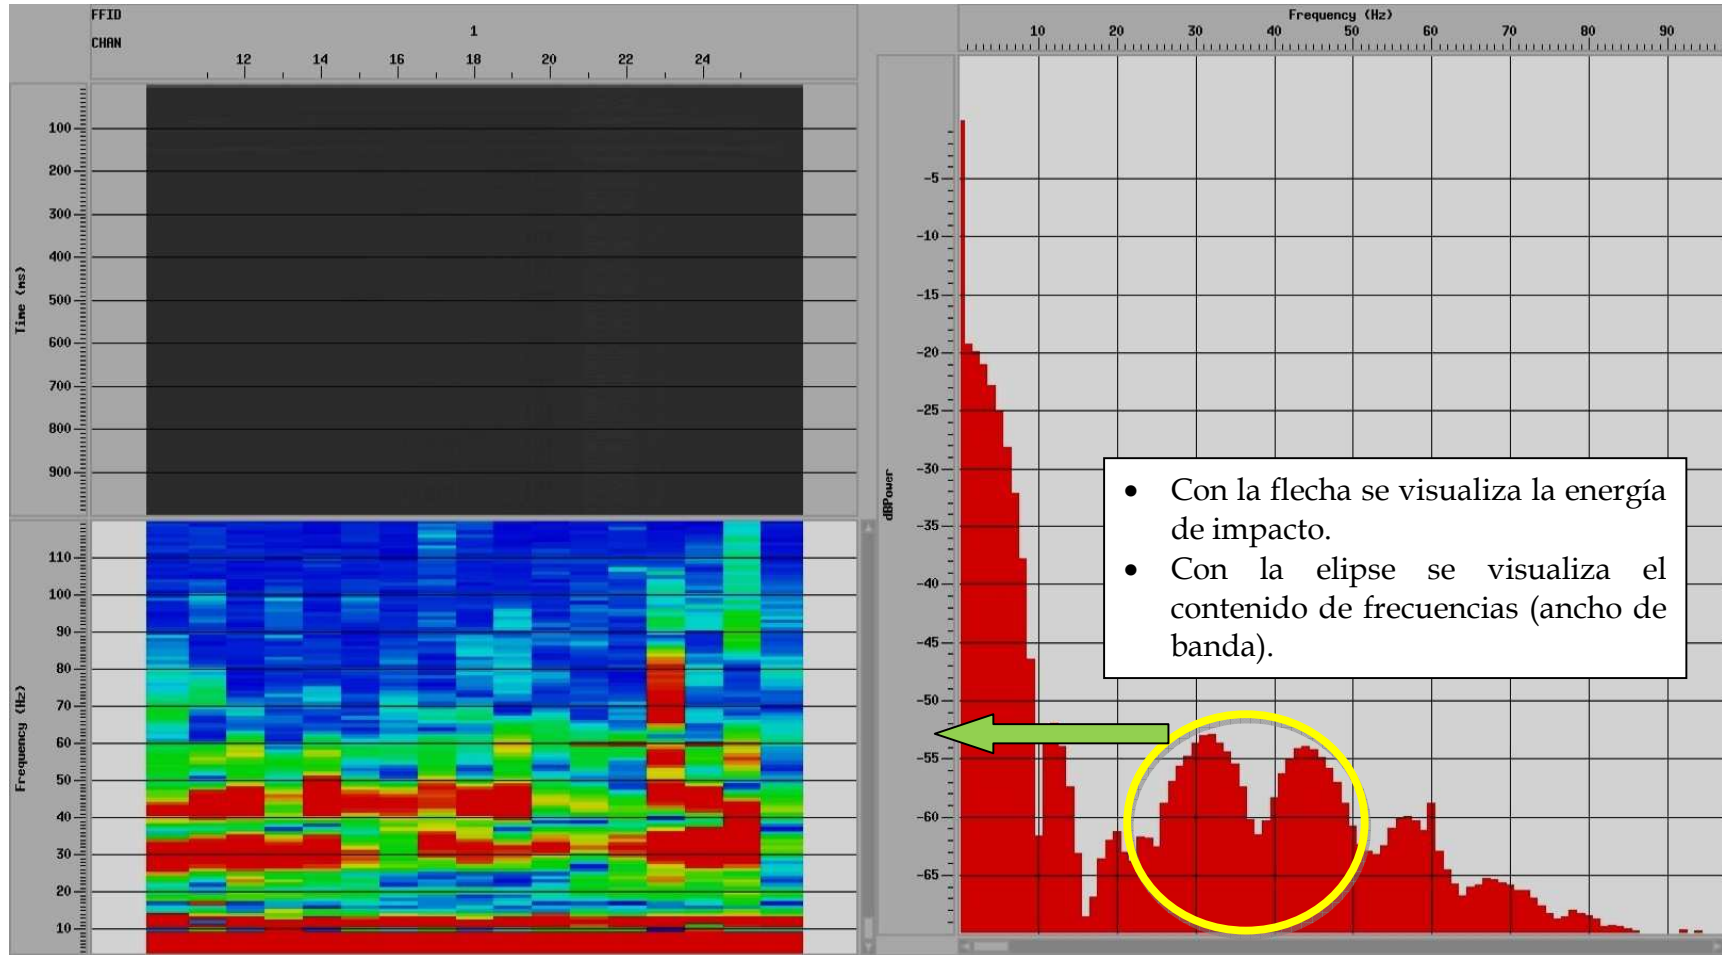 FFID
1
CHAN
12 14 16 18 20 22 24
Time (ms)
100
200
300
400
500
600
700
800
900
Frequency (Hz)
110
100
90
80
70
60
50
40
30
20
10
Frequency (Hz)
10 20 30 40 50 60 70 80 90
dBPower
-5
-10
-15
-20
-25
-30
-35
-40
-45
-50
-55
-60
-65
• Con la flecha se visualiza la energía
de impacto.
• Con la elipse se visualiza el
contenido de frecuencias (ancho de
banda).